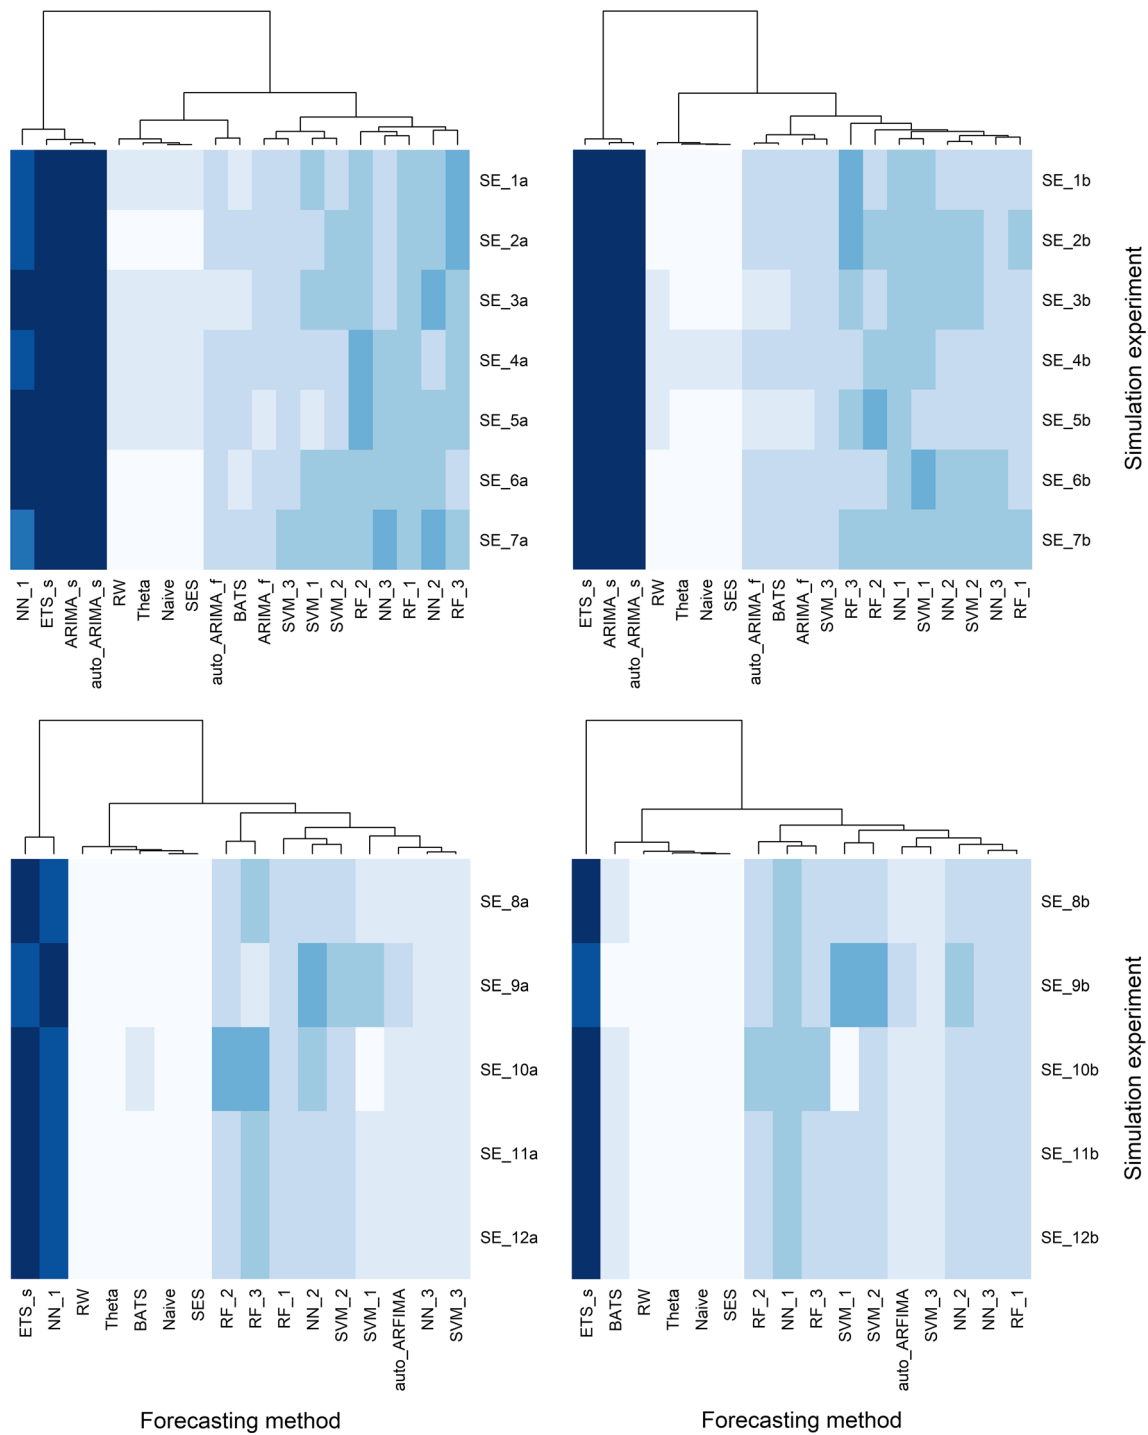 SE_1a
SE_2a
SE_3a
SE_4a
SE_5a
SE_6a
SE_7a
NN_1
ETS_s
ARIMA_s
auto_ARIMA_s
RW
Theta
Naive
SES
auto_ARIMA_f
BATS
ARIMA_f
SVM_3
SVM_1
SVM_2
RF_2
NN_3
RF_1
NN_2
RF_3
SE_1b
SE_2b
SE_3b
SE_4b
SE_5b
SE_6b
SE_7b
Simulation experiment
ETS_s
ARIMA_s
auto_ARIMA_s
RW
Theta
Naive
SES
auto_ARIMA_f
BATS
ARIMA_f
SVM_3
RF_3
RF_2
NN_1
SVM_1
NN_2
SVM_2
NN_3
RF_1
SE_8a
SE_9a
SE_10a
SE_11a
SE_12a
ETS_s
NN_1
RW
Theta
BATS
Naive
SES
RF_2
RF_3
RF_1
NN_2
SVM_2
SVM_1
auto_ARFIMA
NN_3
SVM_3
Forecasting method
SE_8b
SE_9b
SE_10b
SE_11b
SE_12b
Simulation experiment
ETS_s
BATS
RW
Theta
Naive
SES
RF_2
NN_1
RF_3
SVM_1
SVM_2
auto_ARFIMA
SVM_3
NN_2
NN_3
RF_1
Forecasting method